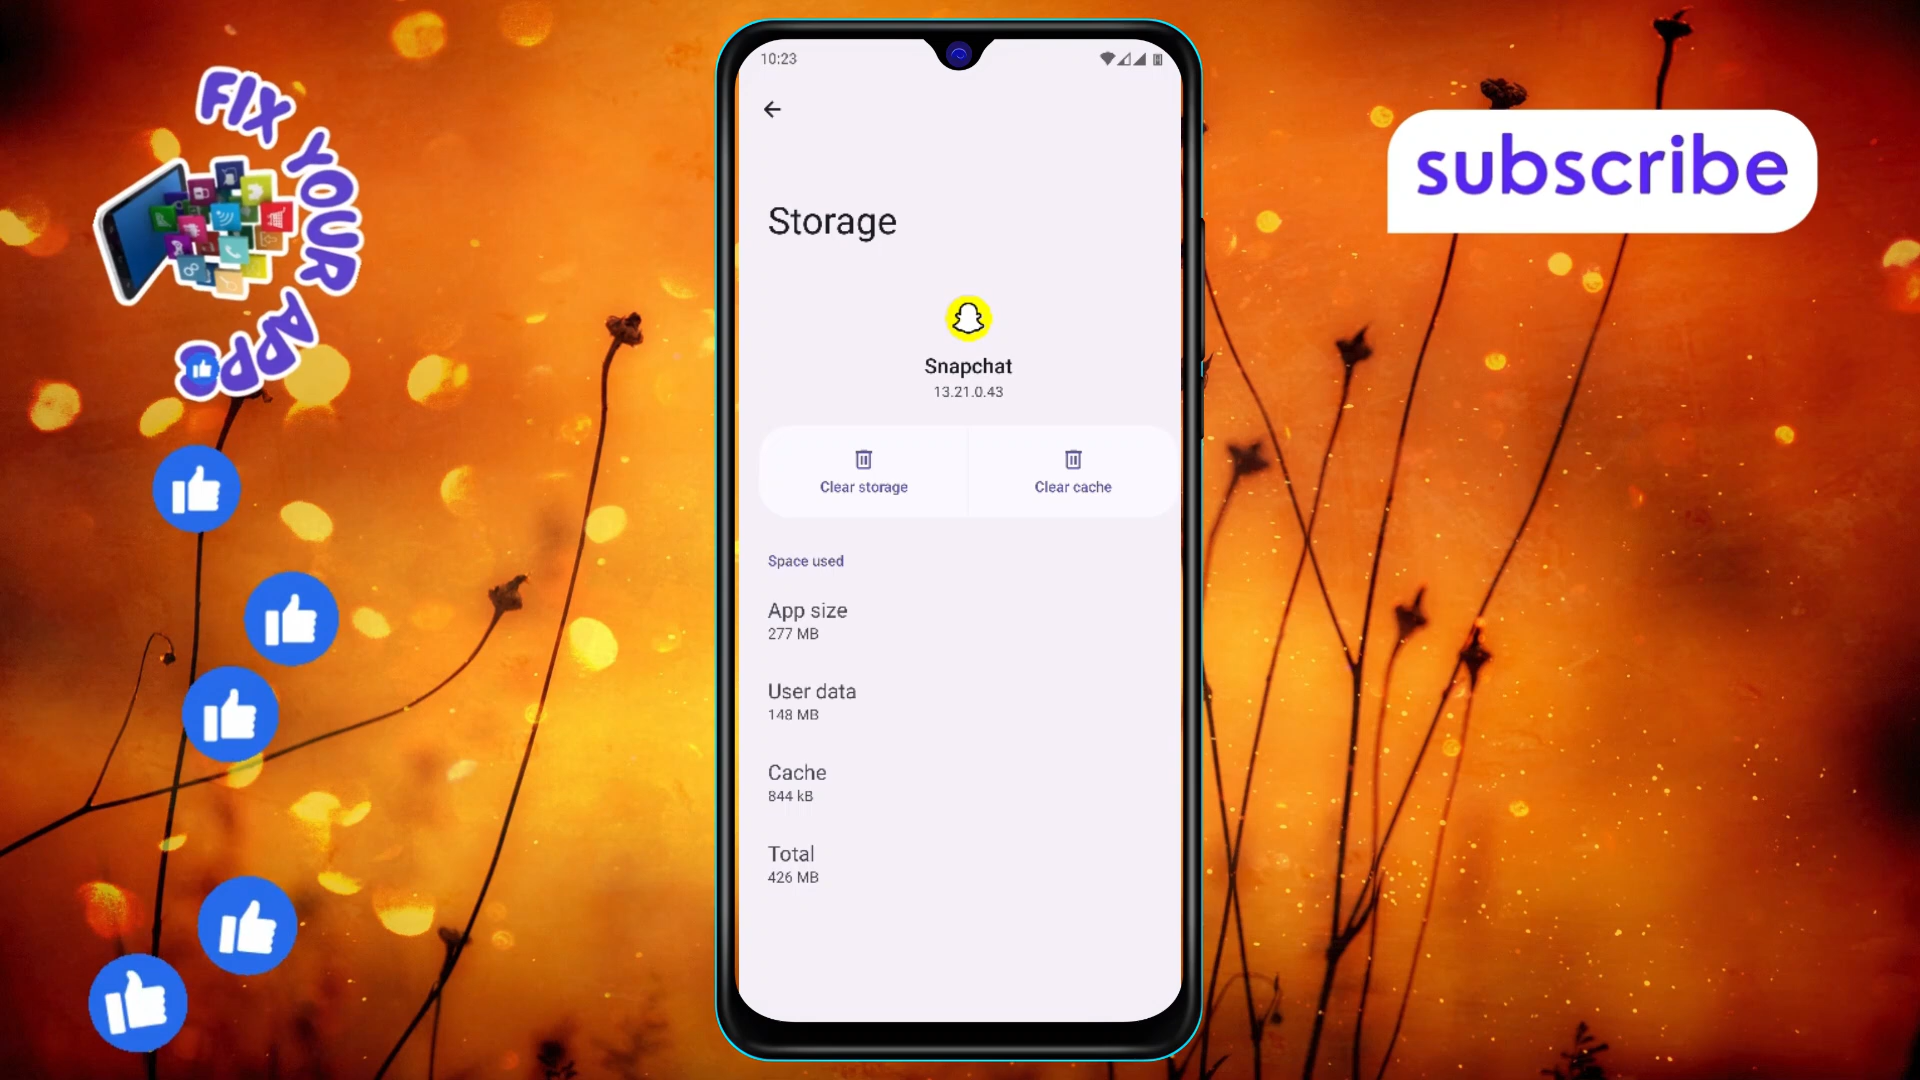 FIX YOUR APPS
subscribe
10:23
Storage
Snapchat
13.21.0.43
Clear storage
Clear cache
Space used
App size
277 MB
User data
148 MB
Cache
844 kB
Total
426 MB